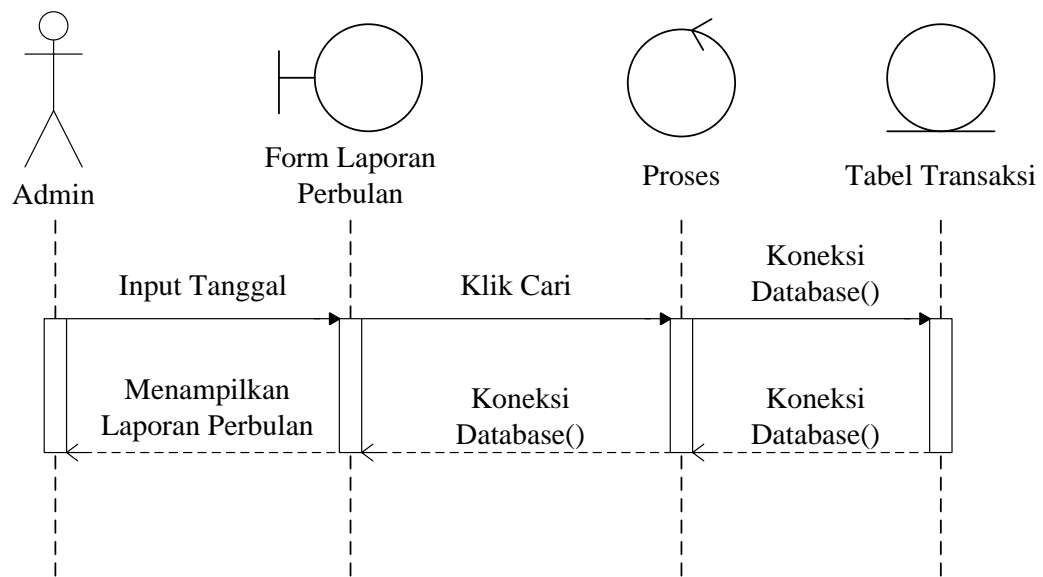 Admin
Form Laporan
Perbulan
Proses
Tabel Transaksi
Input Tanggal
Klik Cari
Koneksi
Database()
Menampilkan
Laporan Perbulan
Koneksi
Database()
Koneksi
Database()